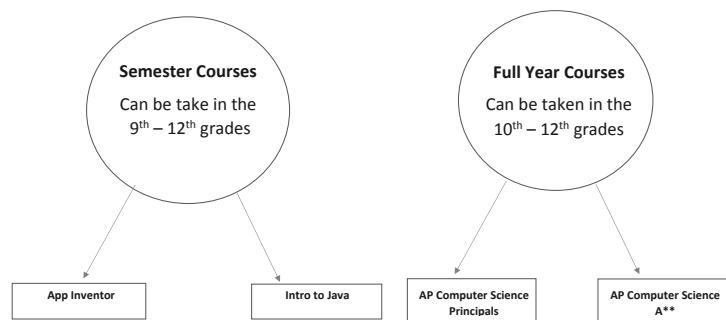 Semester Courses
Can be take in the
9th – 12th grades
Full Year Courses
Can be taken in the
10th – 12th grades
App Inventor
Intro to Java
AP Computer Science
Principals
AP Computer Science
A**